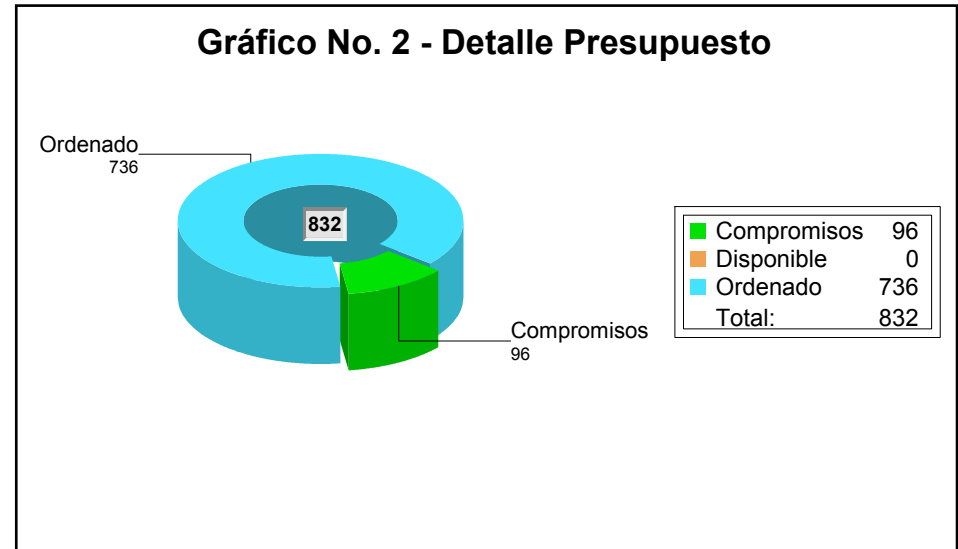 Gráfico No. 2 - Detalle Presupuesto
Ordenado
736
832
Compromisos
96
Compromisos 96
Disponible 0
Ordenado 736
Total: 832